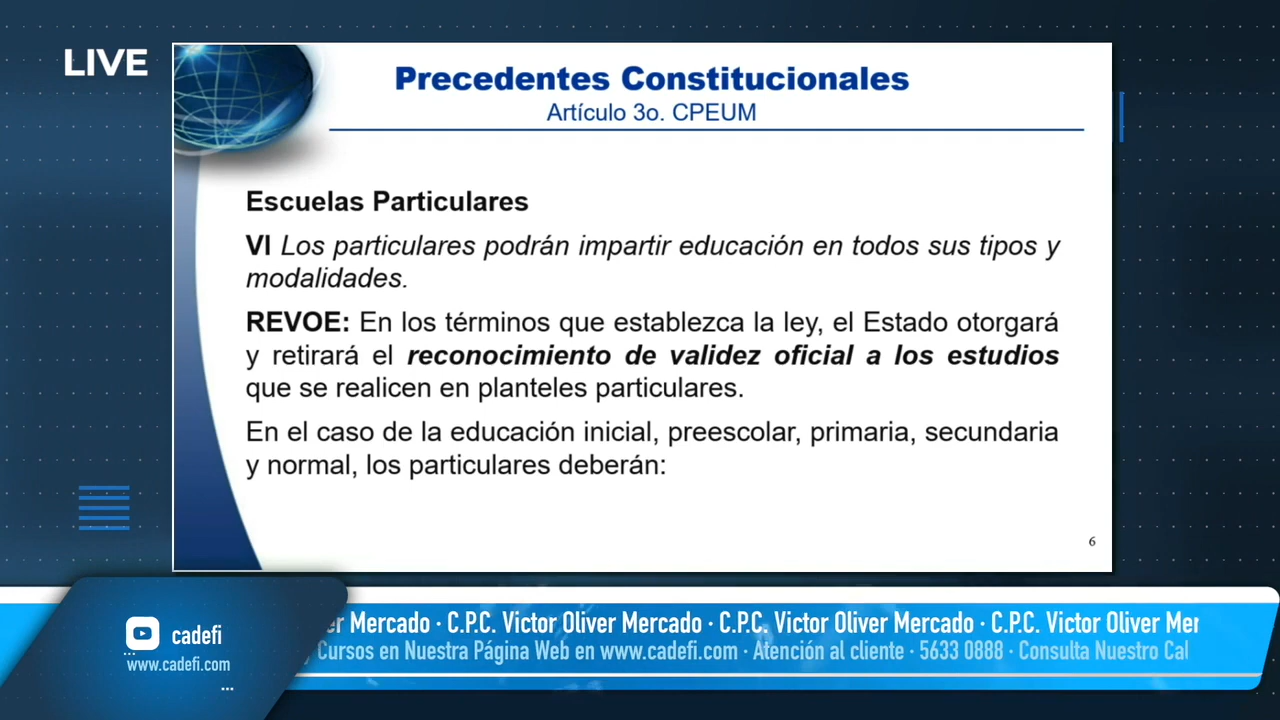 LIVE
Precedentes Constitucionales
Artículo 3o. CPEUM
Escuelas Particulares
VI Los particulares podrán impartir educación en todos sus tipos y
modalidades.
REVOE: En los términos que establezca la ley, el Estado otorgará
y retirará el reconocimiento de validez oficial a los estudios
que se realicen en planteles particulares.
En el caso de la educación inicial, preescolar, primaria, secundaria
y normal, los particulares deberán:
6
cadefi
...
www.cadefi.com
...
er Mercado · C.P.C. Victor Oliver Mercado · C.P.C. Victor Oliver Mercado · C.P.C. Victor Oliver Mer
y Cursos en Nuestra Página Web en www.cadefi.com · Atención al cliente · 5633 0888 · Consulta Nuestro Cal